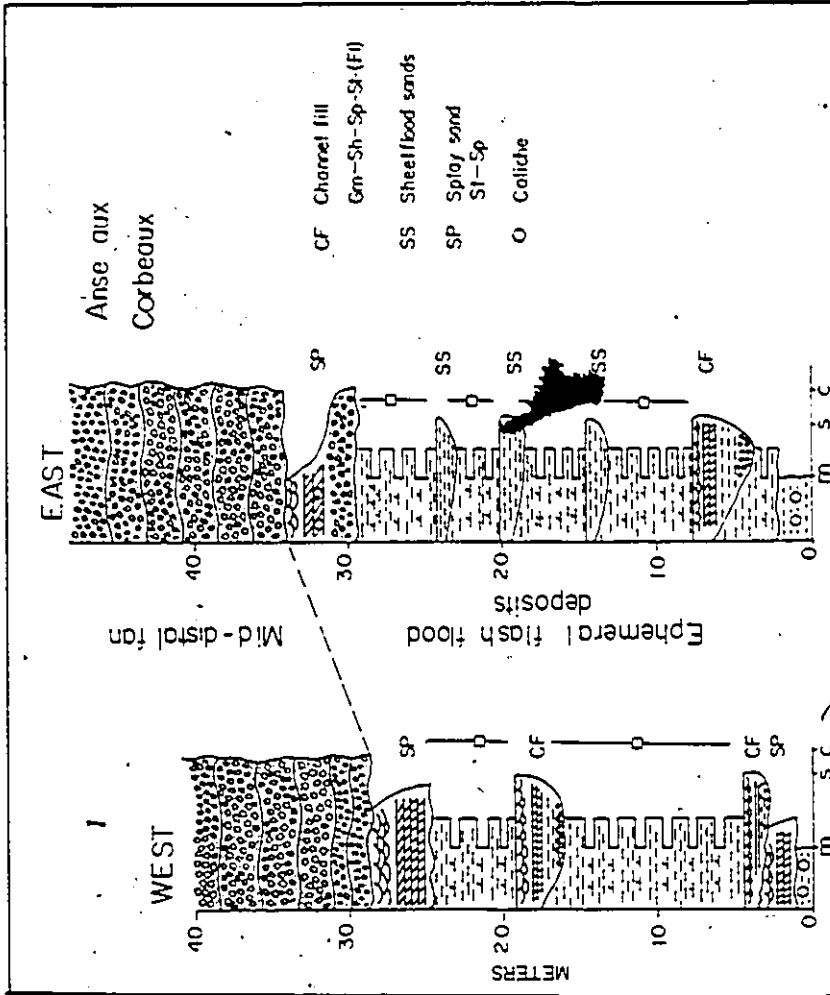 Anse aux
Corbeaux
WEST
EAST
METERS
40
30
20
10
0
m
s
c
SP
CF
CF
SP
Mid-distal fan
Ephemeral flash flood
deposits
40
30
20
10
0
m
s
c
SP
SS
SS
SS
CF
CF Channel fill
Gm-Sh-Sp-St-(Fl)
SS Sheetflood sands
SP Splay sand
St-Sp
O Caliche